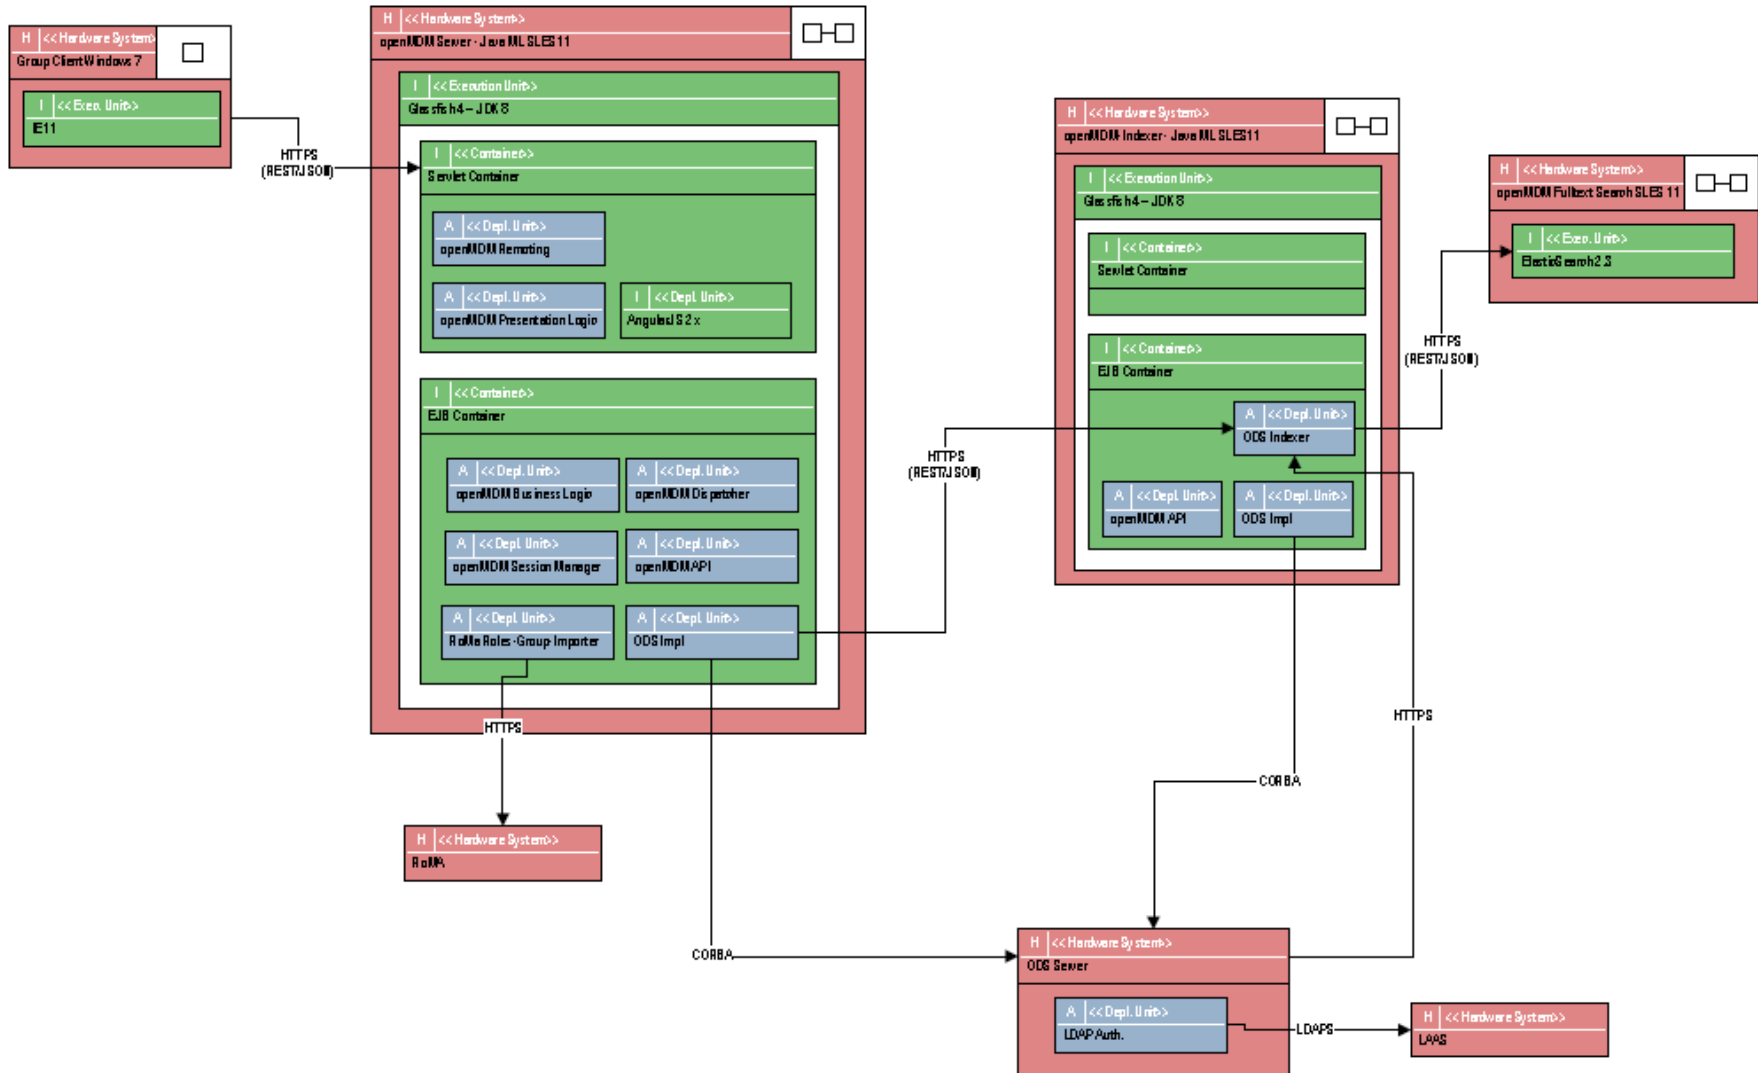 H <<Hardware System>>
Group Client Windows 7
I <<Exec. Unit>>
IE11
HTTPS
(REST/JSON)
H <<Hardware System>>
openMDM Server - Java ML SLES11
I <<Execution Unit>>
Glassfish4 – JDK8
I <<Container>>
Servlet Container
A <<Depl. Unit>>
openMDM Remoting
A <<Depl. Unit>>
openMDM Presentation Logic
I <<Depl. Unit>>
AngularJS 2.x
I <<Container>>
EJB Container
A <<Depl. Unit>>
openMDM Business Logic
A <<Depl. Unit>>
openMDM Dispatcher
A <<Depl. Unit>>
openMDM Session Manager
A <<Depl. Unit>>
openMDM API
A <<Depl. Unit>>
RoMa Roles-Group-Importer
A <<Depl. Unit>>
ODS Impl
HTTPS
H <<Hardware System>>
RoMA
CORBA
HTTPS
(REST/JSON)
H <<Hardware System>>
openMDM-Indexer - Java ML SLES11
I <<Execution Unit>>
Glassfish4 – JDK8
I <<Container>>
Servlet Container
I <<Container>>
EJB Container
A <<Depl. Unit>>
ODS Indexer
A <<Depl. Unit>>
openMDM API
A <<Depl. Unit>>
ODS Impl
HTTPS
(REST/JSON)
H <<Hardware System>>
openMDM Fulltext Search SLES 11
I <<Exec. Unit>>
ElasticSearch 2.3
HTTPS
CORBA
H <<Hardware System>>
ODS Server
A <<Depl. Unit>>
LDAP Auth.
LDAPS
H <<Hardware System>>
LAAS